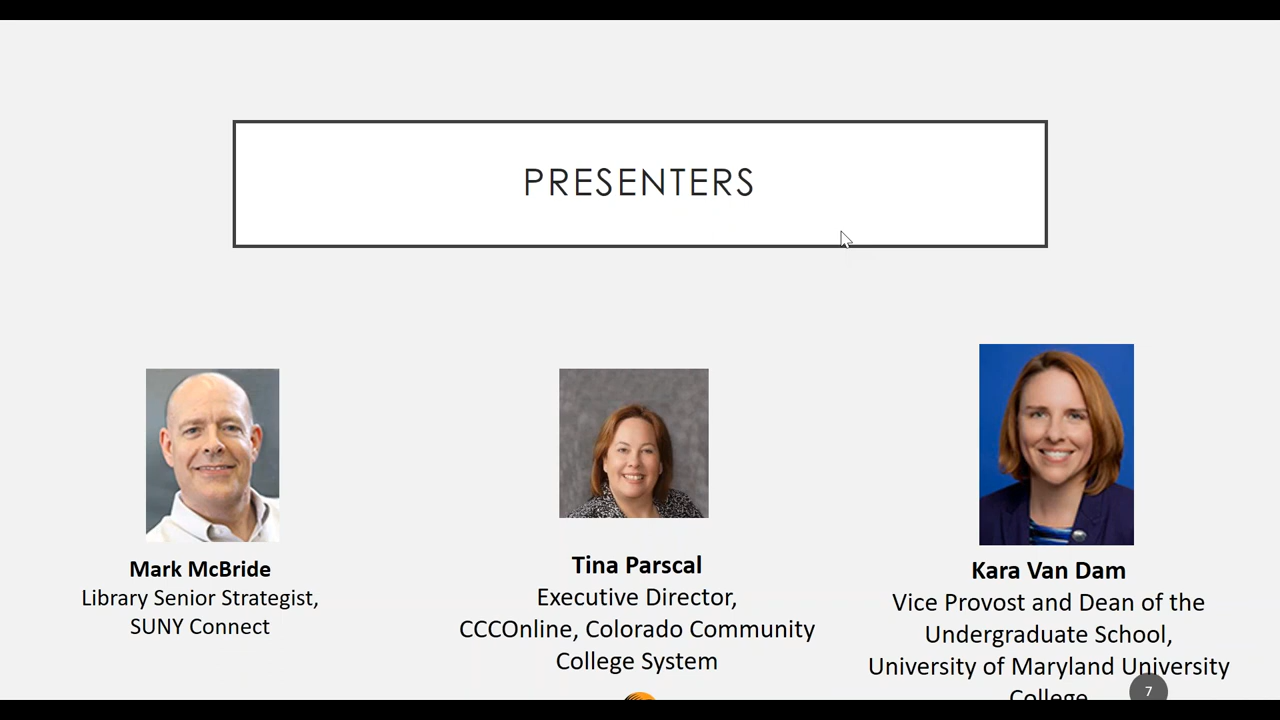 PRESENTERS
Mark McBride
Library Senior Strategist,
SUNY Connect
Tina Parscal
Executive Director,
CCCOnline, Colorado Community
College System
Kara Van Dam
Vice Provost and Dean of the
Undergraduate School,
University of Maryland University
College
7